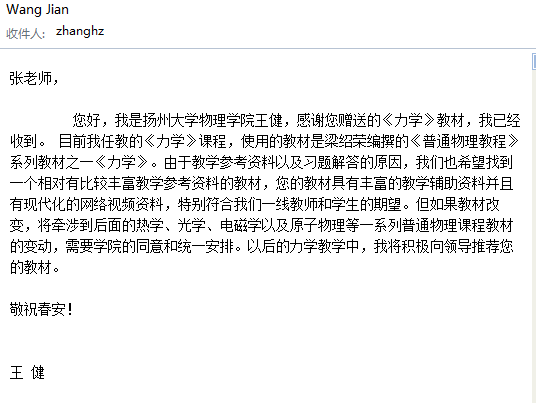 Wang Jian
收件人: zhanghz
张老师，
您好，我是扬州大学物理学院王健，感谢您赠送的《力学》教材，我已经
收到。 目前我任教的《力学》课程，使用的教材是梁绍荣编撰的《普通物理教程》
系列教材之一《力学》。由于教学参考资料以及习题解答的原因，我们也希望找到
一个相对有比较丰富教学参考资料的教材，您的教材具有丰富的教学辅助资料并且
有现代化的网络视频资料，特别符合我们一线教师和学生的期望。但如果教材改
变，将牵涉到后面的热学、光学、电磁学以及原子物理等一系列普通物理课程教材
的变动，需要学院的同意和统一安排。以后的力学教学中，我将积极向领导推荐您
的教材。
敬祝春安！
王 健